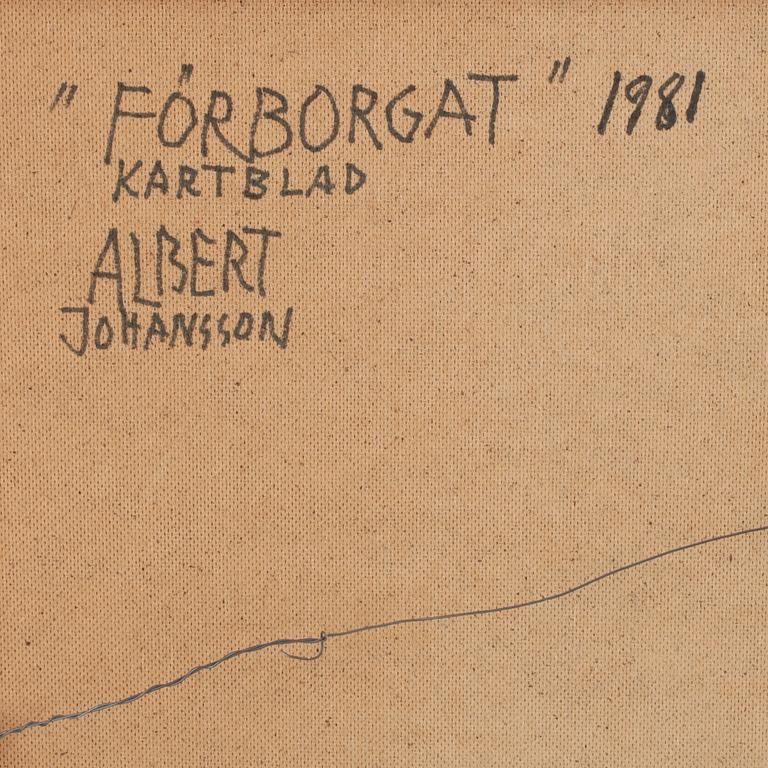 "FÖRBORGAT" 1981
KARTBLAD
ALBERT
JOHANSSON